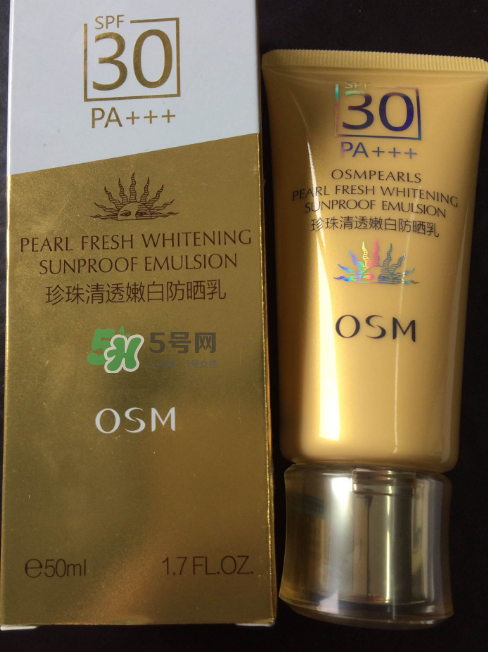 SPF
30
PA+++
PEARL FRESH WHITENING
SUNPROOF EMULSION
珍珠清透嫩白防晒乳
5号网
OSM
e50ml
1.7 FL.OZ.
SPF
30
PA+++
OSMPEARLS
PEARL FRESH WHITENING
SUNPROOF EMULSION
珍珠清透嫩白防晒乳
OSM